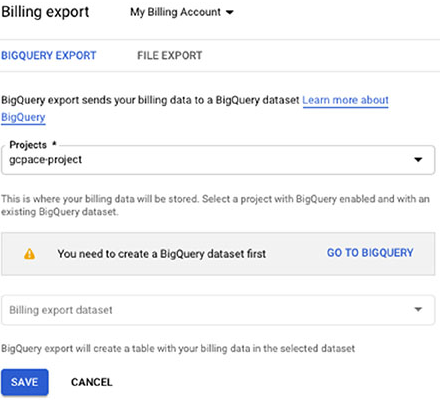 Billing export My Billing Account
BIGQUERY EXPORT FILE EXPORT
BigQuery export sends your billing data to a BigQuery dataset Learn more about
BigQuery
Projects *
gcpace-project
This is where your billing data will be stored. Select a project with BigQuery enabled and with an
existing BigQuery dataset.
You need to create a BigQuery dataset first GO TO BIGQUERY
Billing export dataset
BigQuery export will create a table with your billing data in the selected dataset
SAVE CANCEL